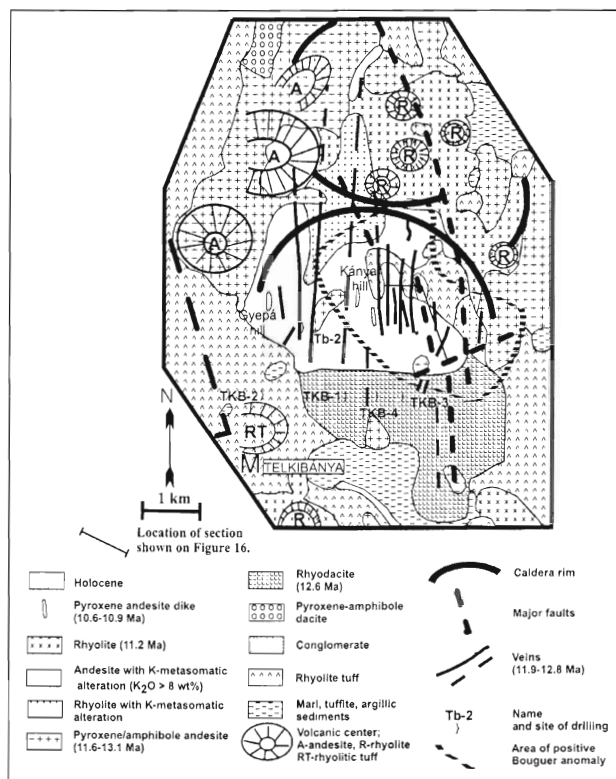 A
R
A
R
R
R
A
R
Kánya
hill
Gyepá
hill
Tb-2
N
TKB-2
TKB-1
TKB-3
TKB-4
RT
M TELKIBÁNYA
1 km
R
Location of section
shown on Figure 16.
Holocene
Pyroxene andesite dike
(10.6-10.9 Ma)
Rhyolite (11.2 Ma)
Andesite with K-metasomatic
alteration (K2O > 8 wt%)
Rhyolite with K-metasomatic
alteration
Pyroxene/amphibole andesite
(11.6-13.1 Ma)
Rhyodacite
(12.6 Ma)
Pyroxene-amphibole
dacite
Conglomerate
Rhyolite tuff
Marl, tuffite, argillic
sediments
Volcanic center;
A-andesite, R-rhyolite
RT-rhyolitic tuff
Caldera rim
Major faults
Veins
(11.9-12.8 Ma)
Tb-2
Name
and site of drilling
Area of positive
Bouguer anomaly